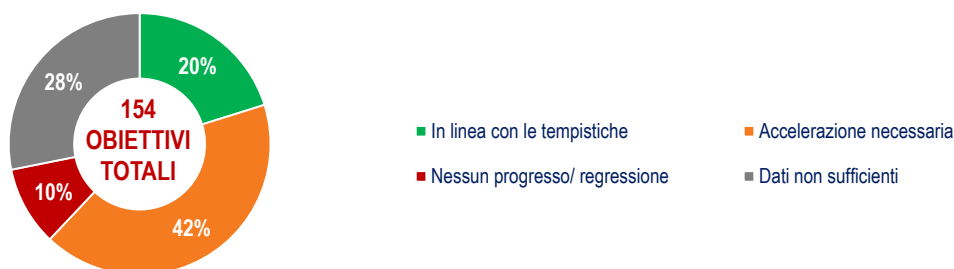 20%
28%
154
OBIETTIVI
TOTALI
10%
42%
In linea con le tempistiche
Accelerazione necessaria
Nessun progresso/ regressione
Dati non sufficienti